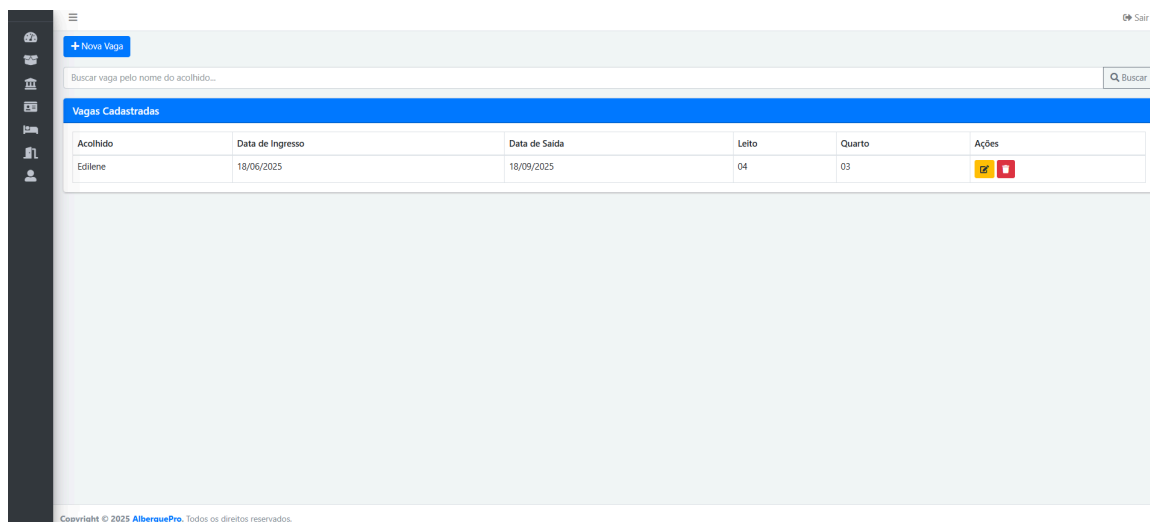 Sair
+ Nova Vaga
Buscar vaga pelo nome do acolhido...
Buscar
Vagas Cadastradas
Acolhido Data de Ingresso Data de Saída Leito Quarto Ações
Edilene 18/06/2025 18/09/2025 04 03
Copyright © 2025 AlberguePro. Todos os direitos reservados.